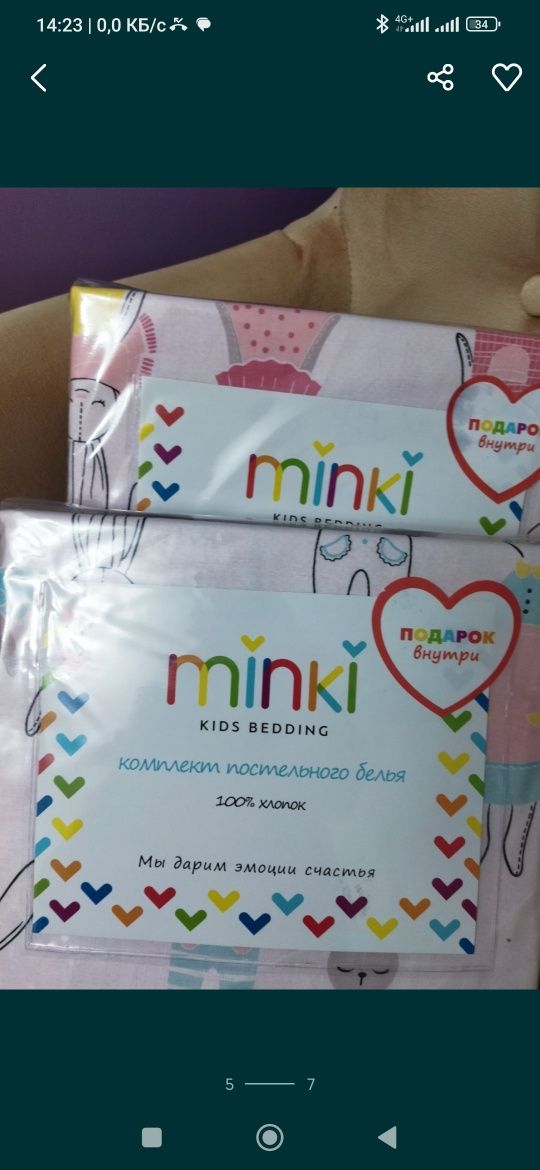 14:23 | 0,0 КБ/с
4G+
34
ПОДАРО
внутри
minki
KIDS BEDDING
ПОДАРОК
внутри
minki
KIDS BEDDING
комплект постельного белья
100% хлопок
Мы дарим эмоции счастья
5
7